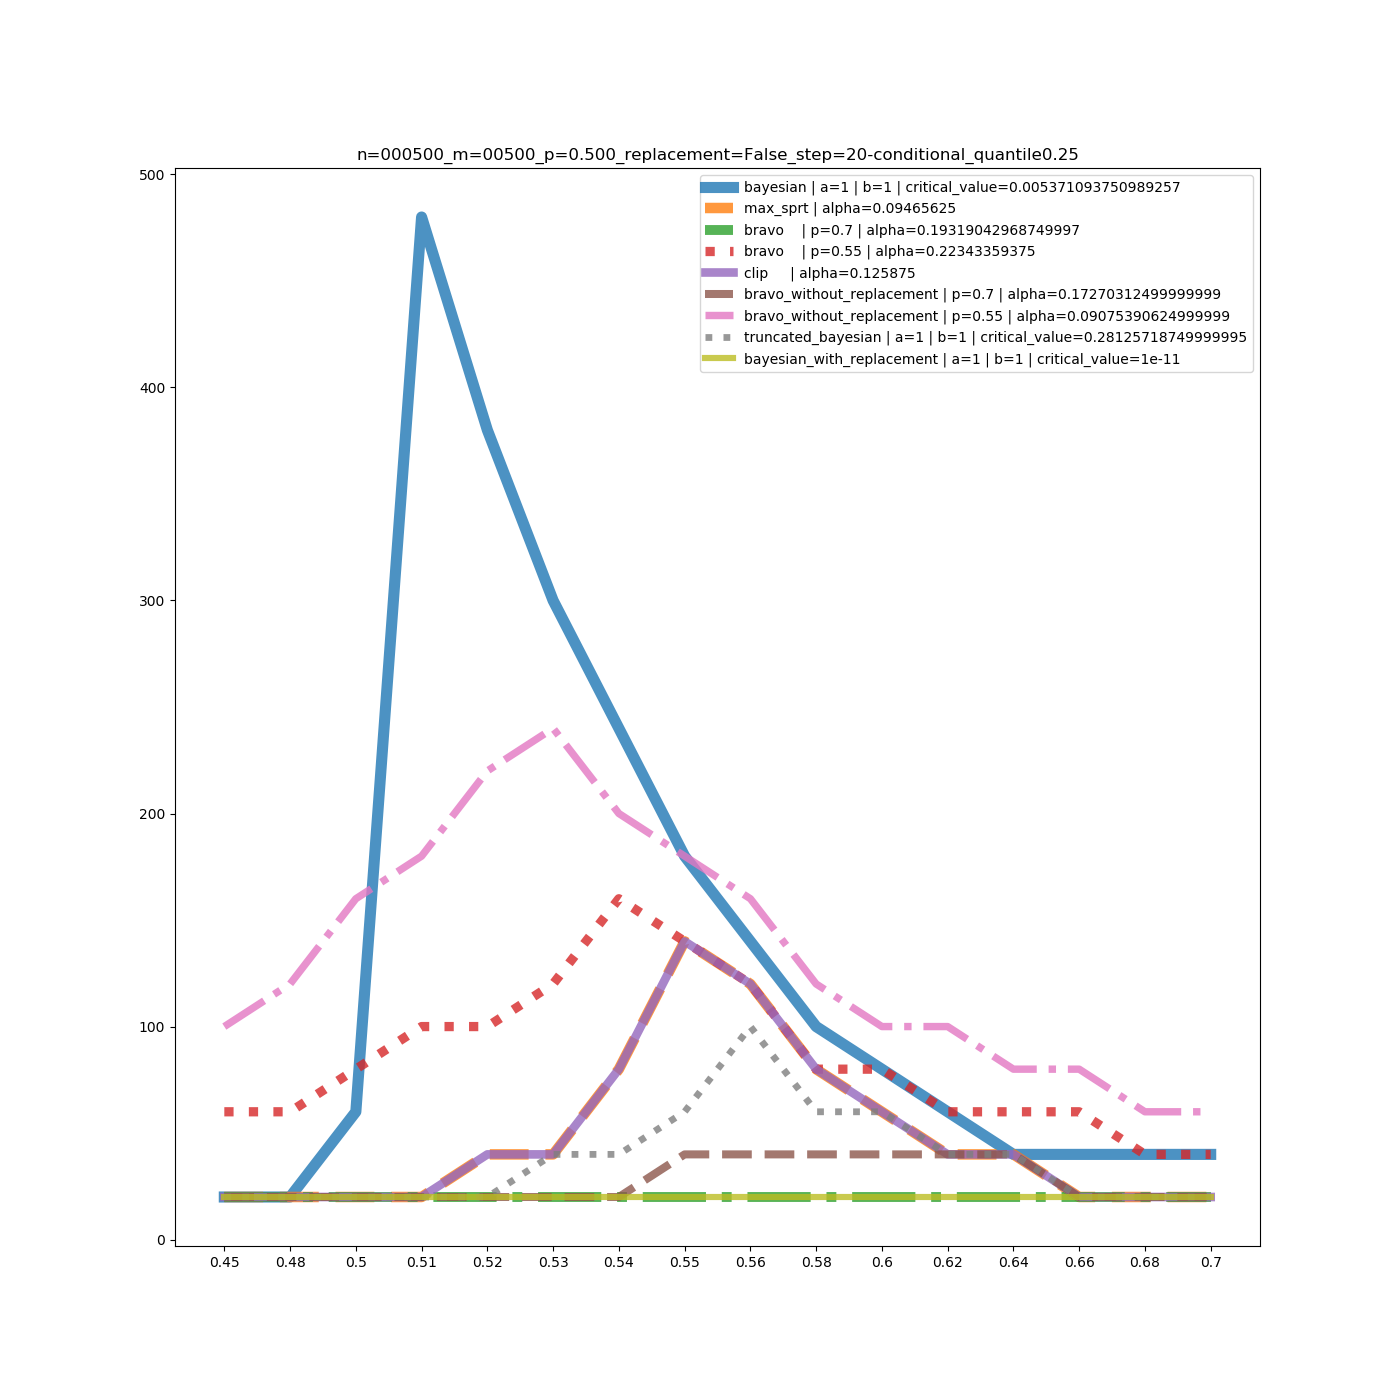 n=000500_m=00500_p=0.500_replacement=False_step=20-conditional_quantile0.25
500
400
300
200
100
0
bayesian | a=1 | b=1 | critical_value=0.005371093750989257
max_sprt | alpha=0.09465625
bravo    | p=0.7 | alpha=0.19319042968749997
bravo    | p=0.55 | alpha=0.22343359375
clip     | alpha=0.125875
bravo_without_replacement | p=0.7 | alpha=0.17270312499999999
bravo_without_replacement | p=0.55 | alpha=0.09075390624999999
truncated_bayesian | a=1 | b=1 | critical_value=0.28125718749999995
bayesian_with_replacement | a=1 | b=1 | critical_value=1e-11
0.45 0.48 0.5 0.51 0.52 0.53 0.54 0.55 0.56 0.58 0.6 0.62 0.64 0.66 0.68 0.7